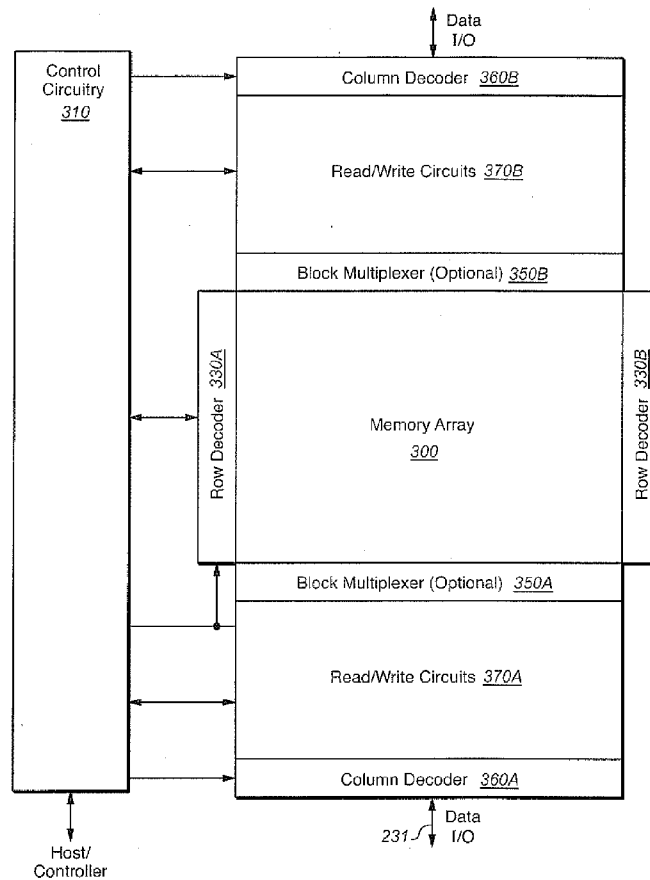 Data
I/O
Control
Circuitry
310
Column Decoder 360B
Read/Write Circuits 370B
Block Multiplexer (Optional) 350B
Row Decoder 330A
Memory Array
300
Row Decoder 330B
Block Multiplexer (Optional) 350A
Read/Write Circuits 370A
Column Decoder 360A
231
Data
I/O
Host/
Controller